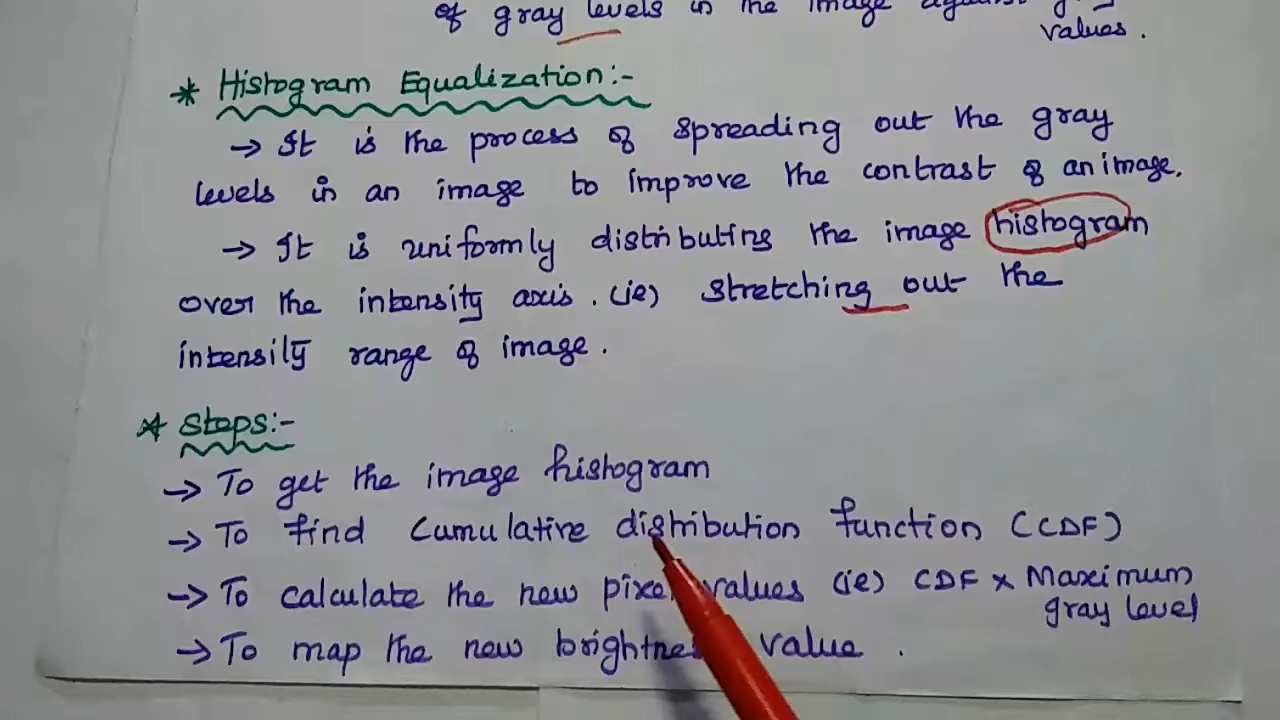 of gray levels in the image against
values.
* Histogram Equalization:-
→ It is the process of spreading out the gray
levels in an image to improve the contrast of an image.
→ It is uniformly distributing the image histogram
over the intensity axis. (ie) stretching out the
intensity range of image.
* Steps:-
→ To get the image histogram
→ To find Cumulative distribution function (CDF)
→ To calculate the new pixel values (ie) CDF × Maximum
gray level
→ To map the new brightness value.